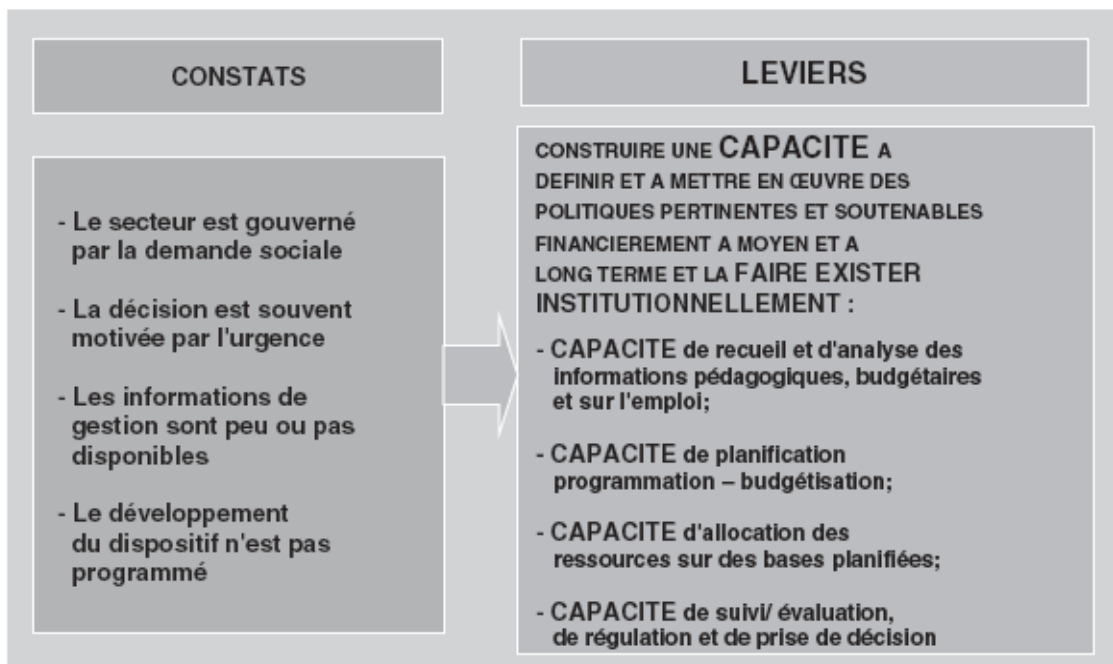 CONSTATS
- Le secteur est gouverné
par la demande sociale
- La décision est souvent
motivée par l'urgence
- Les informations de
gestion sont peu ou pas
disponibles
- Le développement
du dispositif n'est pas
programmé
LEVIERS
CONSTRUIRE UNE CAPACITE A
DEFINIR ET A METTRE EN ŒUVRE DES
POLITIQUES PERTINENTES ET SOUTENABLES
FINANCIEREMENT A MOYEN ET A
LONG TERME ET LA FAIRE EXISTER
INSTITUTIONNELLEMENT :
- CAPACITE de recueil et d'analyse des
informations pédagogiques, budgétaires
et sur l'emploi;
- CAPACITE de planification
programmation – budgétisation;
- CAPACITE d'allocation des
ressources sur des bases planifiées;
- CAPACITE de suivi/ évaluation,
de régulation et de prise de décision